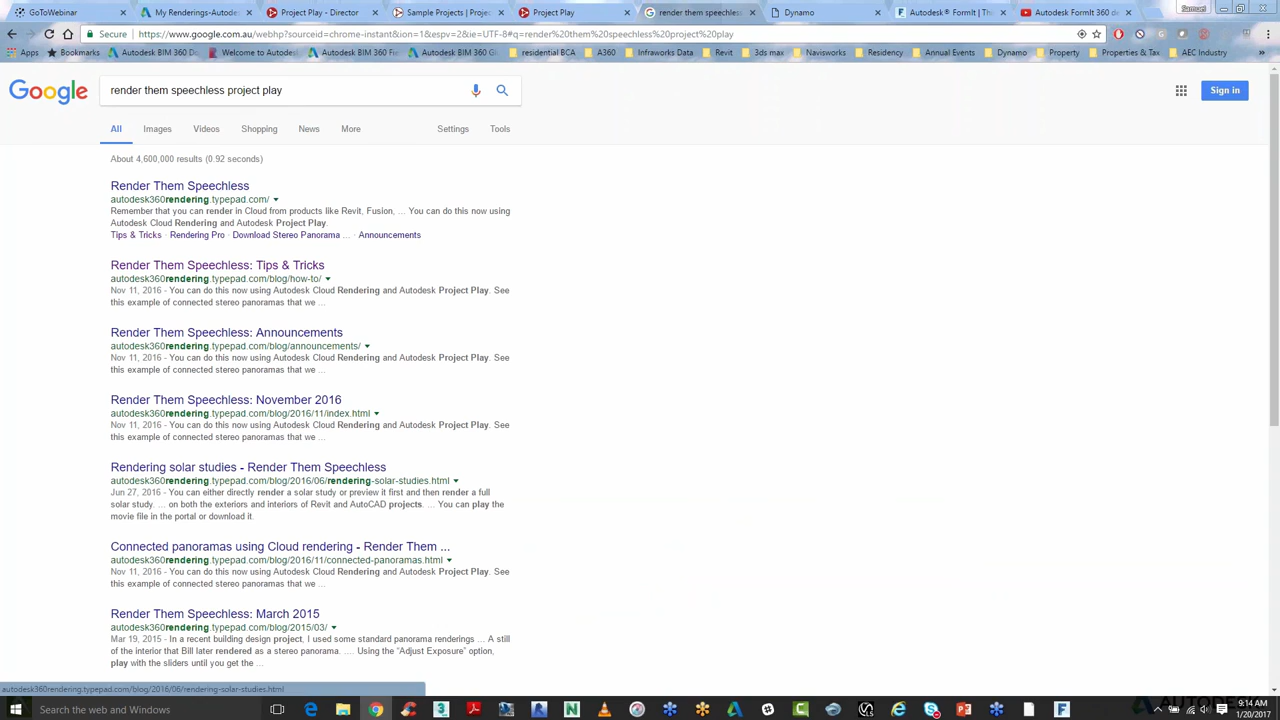 GoToWebinar
My Renderings-Autodes
Project Play - Director
Sample Projects | Projec
Project Play
render them speechless
Dynamo
Autodesk® FormIt | Th
Autodesk FormIt 360 de
Samuel
Secure
https://www.google.com.au/webhp?sourceid=chrome-instant&ion=1&espv=2&ie=UTF-8#q=render%20them%20speechless%20project%20play
Bookmarks
Autodesk BIM 360 Do
Welcome to Autodesk
Autodesk BIM 360 Fi
Autodesk BIM 360 Gl
residential BCA
A360
Infraworks Data
Revit
3ds max
Navisworks
Residency
Annual Events
Dynamo
Property
Properties & Tax
AEC Industry
Google
render them speechless project play
Sign in
All Images Videos Shopping News More Settings Tools
About 4,600,000 results (0.92 seconds)
Render Them Speechless
autodesk360rendering.typepad.com/
Remember that you can render in Cloud from products like Revit, Fusion, ... You can do this now using
Autodesk Cloud Rendering and Autodesk Project Play.
Tips & Tricks · Rendering Pro · Download Stereo Panorama ... · Announcements
Render Them Speechless: Tips & Tricks
autodesk360rendering.typepad.com/blog/how-to/
Nov 11, 2016 - You can do this now using Autodesk Cloud Rendering and Autodesk Project Play. See
this example of connected stereo panoramas that we ...
Render Them Speechless: Announcements
autodesk360rendering.typepad.com/blog/announcements/
Nov 11, 2016 - You can do this now using Autodesk Cloud Rendering and Autodesk Project Play. See
this example of connected stereo panoramas that we ...
Render Them Speechless: November 2016
autodesk360rendering.typepad.com/blog/2016/11/index.html
Nov 11, 2016 - You can do this now using Autodesk Cloud Rendering and Autodesk Project Play. See
this example of connected stereo panoramas that we ...
Rendering solar studies - Render Them Speechless
autodesk360rendering.typepad.com/blog/2016/06/rendering-solar-studies.html
Jun 27, 2016 - You can either directly render a solar study or preview it first and then render a full
solar study. ... on both the exteriors and interiors of Revit and AutoCAD projects. ... You can play the
movie file in the portal or download it.
Connected panoramas using Cloud rendering - Render Them ...
autodesk360rendering.typepad.com/blog/2016/11/connected-panoramas.html
Nov 11, 2016 - You can do this now using Autodesk Cloud Rendering and Autodesk Project Play. See
this example of connected stereo panoramas that we ...
Render Them Speechless: March 2015
autodesk360rendering.typepad.com/blog/2015/03/
Mar 19, 2015 - In a recent building design project, I used some standard panorama renderings ... A still
of the interior that Bill later rendered as a stereo panorama. .... Using the “Adjust Exposure” option,
play with the sliders until you get the ...
autodesk360rendering.typepad.com/blog/2016/06/rendering-solar-studies.html
Search the web and Windows
9:14 AM
1/20/2017